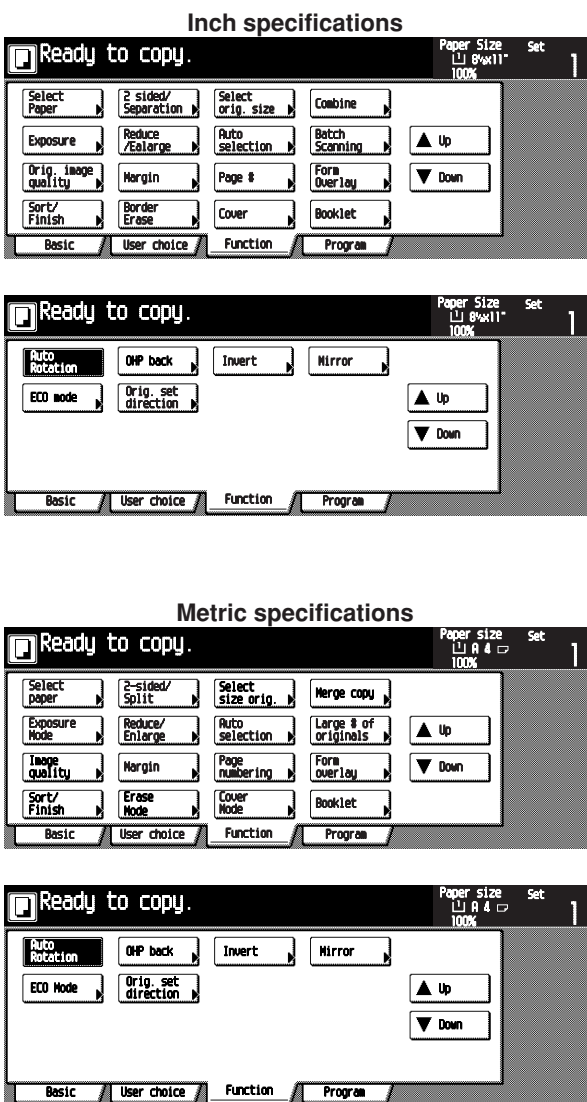 Inch specifications
Ready to copy.
Paper Size
8½x11"
100%
Set
1
Select Paper
2 sided/ Separation
Select orig. size
Combine
Exposure
Reduce /Ealarge
Auto selection
Batch Scanning
▲ Up
Orig. image quality
Margin
Page #
Form Overlay
▼ Down
Sort/ Finish
Border Erase
Cover
Booklet
Basic
User choice
Function
Program
Ready to copy.
Paper Size
8½x11"
100%
Set
1
Auto Rotation
OHP back
Invert
Mirror
ECO mode
Orig. set direction
▲ Up
▼ Down
Basic
User choice
Function
Program
Metric specifications
Ready to copy.
Paper size
A4
100%
Set
1
Select paper
2-sided/ Split
Select size orig.
Merge copy
Exposure Mode
Reduce/ Enlarge
Auto selection
Large # of originals
▲ Up
Image quality
Margin
Page numbering
Form overlay
▼ Down
Sort/ Finish
Erase Mode
Cover Mode
Booklet
Basic
User choice
Function
Program
Ready to copy.
Paper size
A4
100%
Set
1
Auto Rotation
OHP back
Invert
Mirror
ECO Mode
Orig. set direction
▲ Up
▼ Down
Basic
User choice
Function
Program